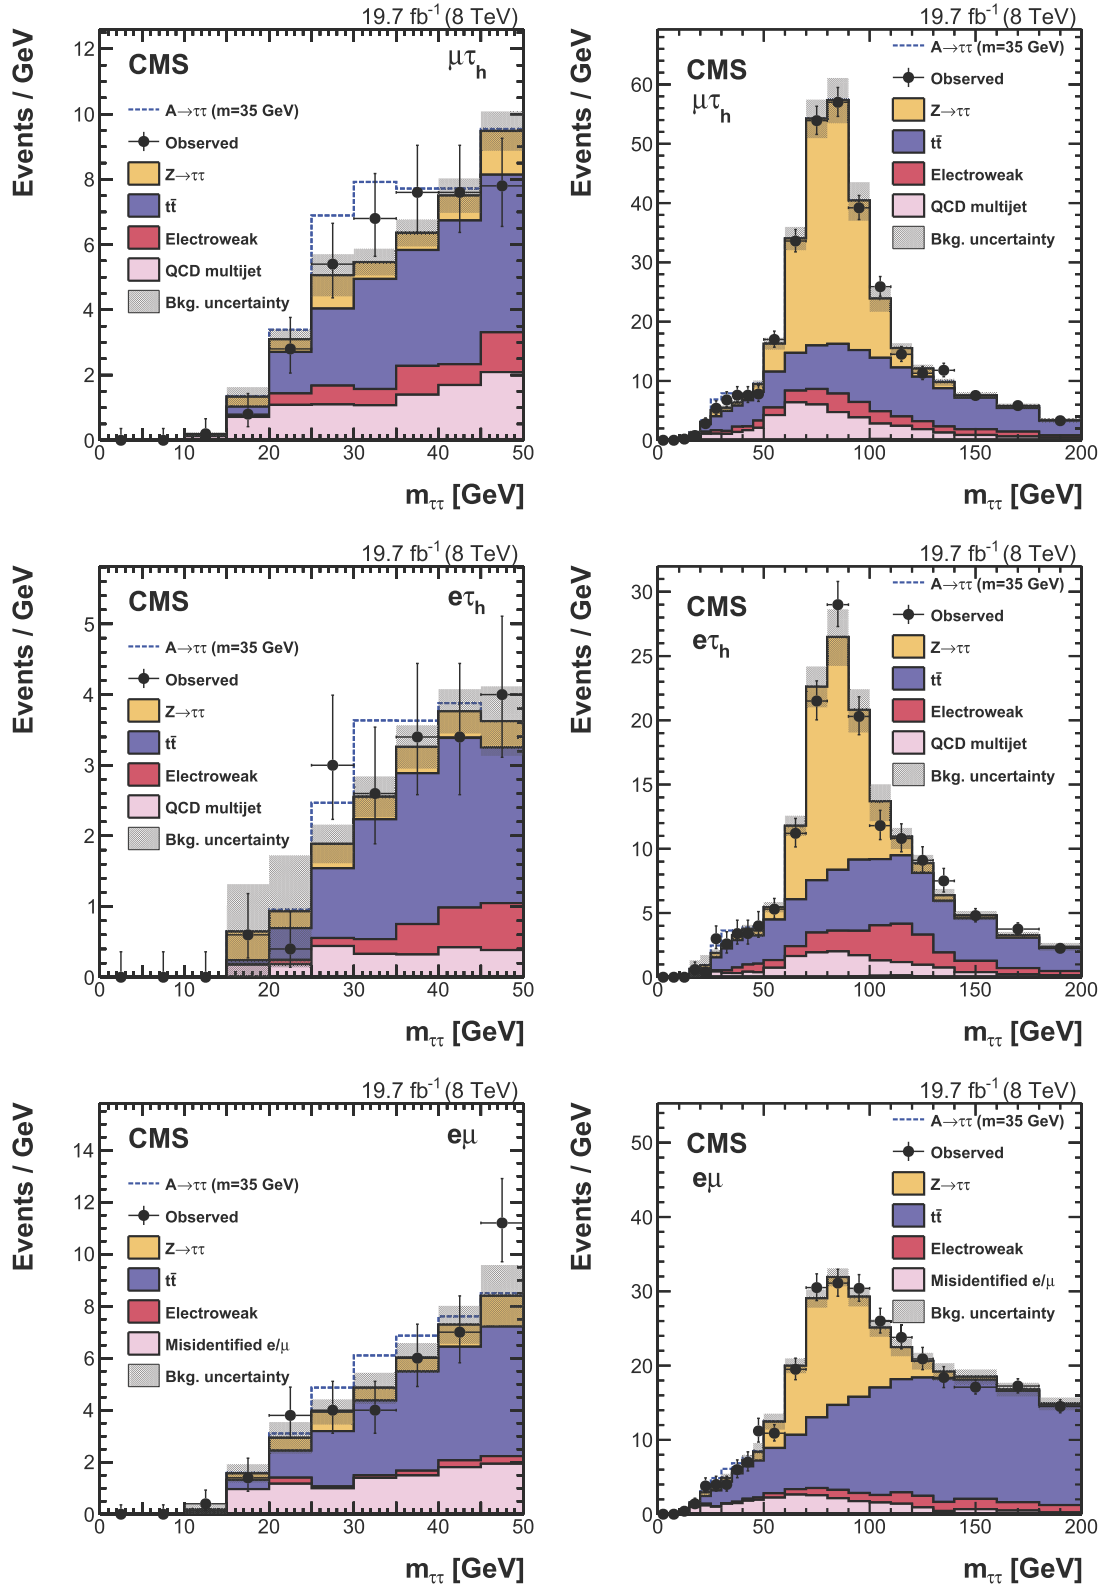 19.7 fb⁻¹ (8 TeV)
Events / GeV
CMS
μτh
A→ττ (m=35 GeV)
Observed
Z→ττ
tt̄
Electroweak
QCD multijet
Bkg. uncertainty
12
10
8
6
4
2
0
0 10 20 30 40 50
mττ [GeV]
19.7 fb⁻¹ (8 TeV)
Events / GeV
CMS
μτh
A→ττ (m=35 GeV)
Observed
Z→ττ
tt̄
Electroweak
QCD multijet
Bkg. uncertainty
60
50
40
30
20
10
0
0 50 100 150 200
mττ [GeV]
19.7 fb⁻¹ (8 TeV)
Events / GeV
CMS
eτh
A→ττ (m=35 GeV)
Observed
Z→ττ
tt̄
Electroweak
QCD multijet
Bkg. uncertainty
5
4
3
2
1
0
0 10 20 30 40 50
mττ [GeV]
19.7 fb⁻¹ (8 TeV)
Events / GeV
CMS
eτh
A→ττ (m=35 GeV)
Observed
Z→ττ
tt̄
Electroweak
QCD multijet
Bkg. uncertainty
30
25
20
15
10
5
0
0 50 100 150 200
mττ [GeV]
19.7 fb⁻¹ (8 TeV)
Events / GeV
CMS
eμ
A→ττ (m=35 GeV)
Observed
Z→ττ
tt̄
Electroweak
Misidentified e/μ
Bkg. uncertainty
14
12
10
8
6
4
2
0
0 10 20 30 40 50
mττ [GeV]
19.7 fb⁻¹ (8 TeV)
Events / GeV
CMS
eμ
A→ττ (m=35 GeV)
Observed
Z→ττ
tt̄
Electroweak
Misidentified e/μ
Bkg. uncertainty
50
40
30
20
10
0
0 50 100 150 200
mττ [GeV]